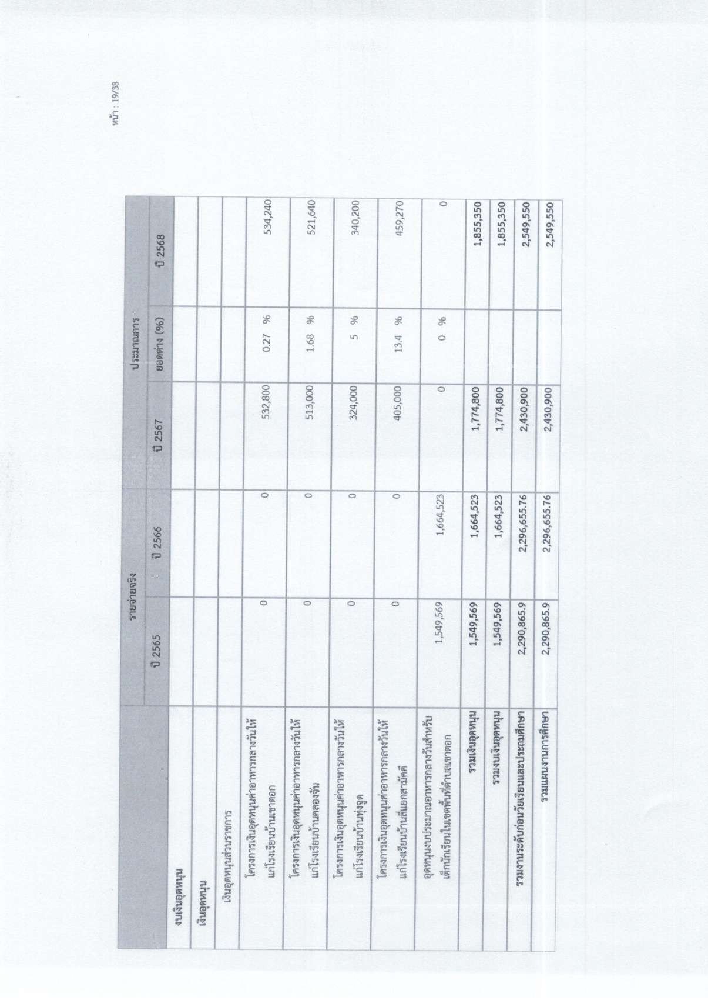 หน้า : 19/38
รายจ่ายจริง ประมาณการ
ปี 2565 ปี 2566 ปี 2567 ยอดต่าง (%) ปี 2568
งบเงินอุดหนุน
เงินอุดหนุน
เงินอุดหนุนส่วนราชการ
โครงการเงินอุดหนุนค่าอาหารกลางวันให้ 0 0 532,800 0.27 % 534,240
แก่โรงเรียนบ้านเขาตอก
โครงการเงินอุดหนุนค่าอาหารกลางวันให้ 0 0 513,000 1.68 % 521,640
แก่โรงเรียนบ้านคลองจัน
โครงการเงินอุดหนุนค่าอาหารกลางวันให้ 0 0 324,000 5 % 340,200
แก่โรงเรียนบ้านทุ่งจูด
โครงการเงินอุดหนุนค่าอาหารกลางวันให้ 0 0 405,000 13.4 % 459,270
แก่โรงเรียนบ้านสี่แยกสามัคคี
อุดหนุนงบประมาณอาหารกลางวันสำหรับ 1,549,569 1,664,523 0 0 % 0
เด็กนักเรียนในเขตพื้นที่ตำบลเขาตอก
รวมเงินอุดหนุน 1,549,569 1,664,523 1,774,800 1,855,350
รวมงบเงินอุดหนุน 1,549,569 1,664,523 1,774,800 1,855,350
รวมงานระดับก่อนวัยเรียนและประถมศึกษา 2,290,865.9 2,296,655.76 2,430,900 2,549,550
รวมแผนงานการศึกษา 2,290,865.9 2,296,655.76 2,430,900 2,549,550